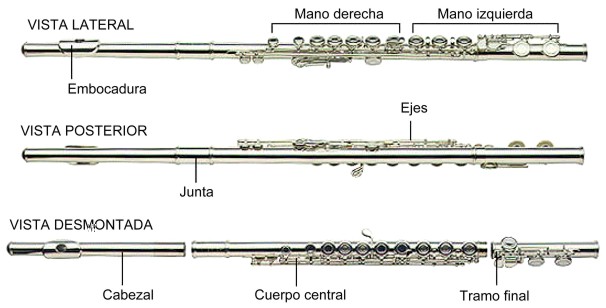 VISTA LATERAL
Mano derecha
Mano izquierda
Embocadura
VISTA POSTERIOR
Ejes
Junta
VISTA DESMONTADA
Cabezal
Cuerpo central
Tramo final